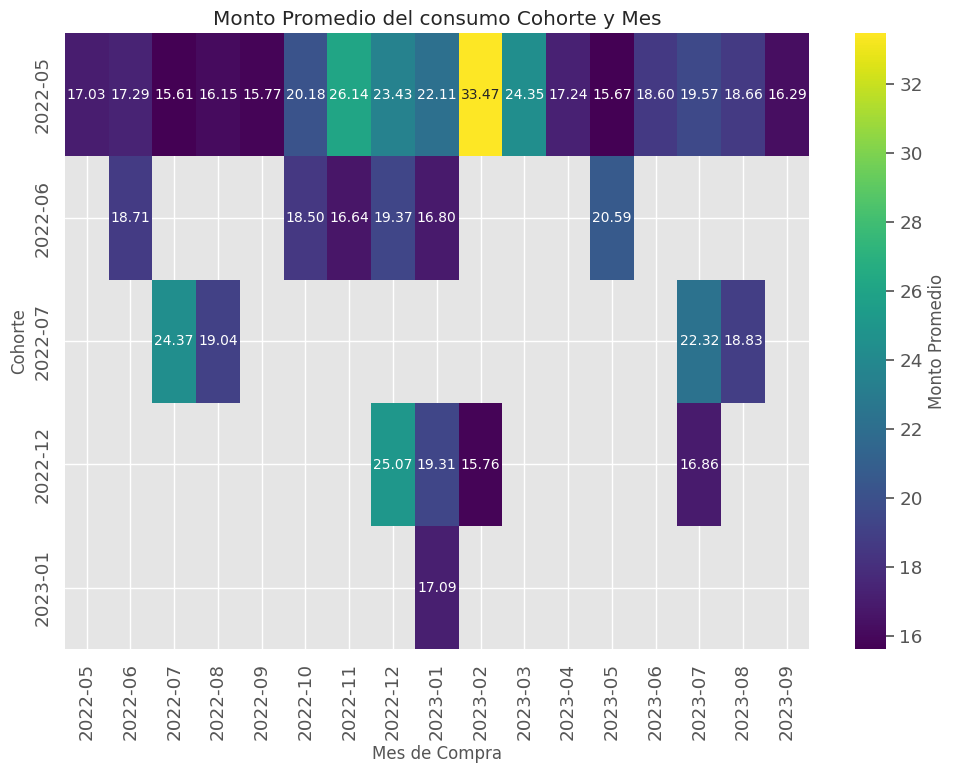 Monto Promedio del consumo Cohorte y Mes
Cohorte
2022-05
17.03 17.29 15.61 16.15 15.77 20.18 26.14 23.43 22.11 33.47 24.35 17.24 15.67 18.60 19.57 18.66 16.29
2022-06
18.71 18.50 16.64 19.37 16.80 20.59
2022-07
24.37 19.04 22.32 18.83
2022-12
25.07 19.31 15.76 16.86
2023-01
17.09
2022-05 2022-06 2022-07 2022-08 2022-09 2022-10 2022-11 2022-12 2023-01 2023-02 2023-03 2023-04 2023-05 2023-06 2023-07 2023-08 2023-09
Mes de Compra
32
30
28
26
24
22
20
18
16
Monto Promedio